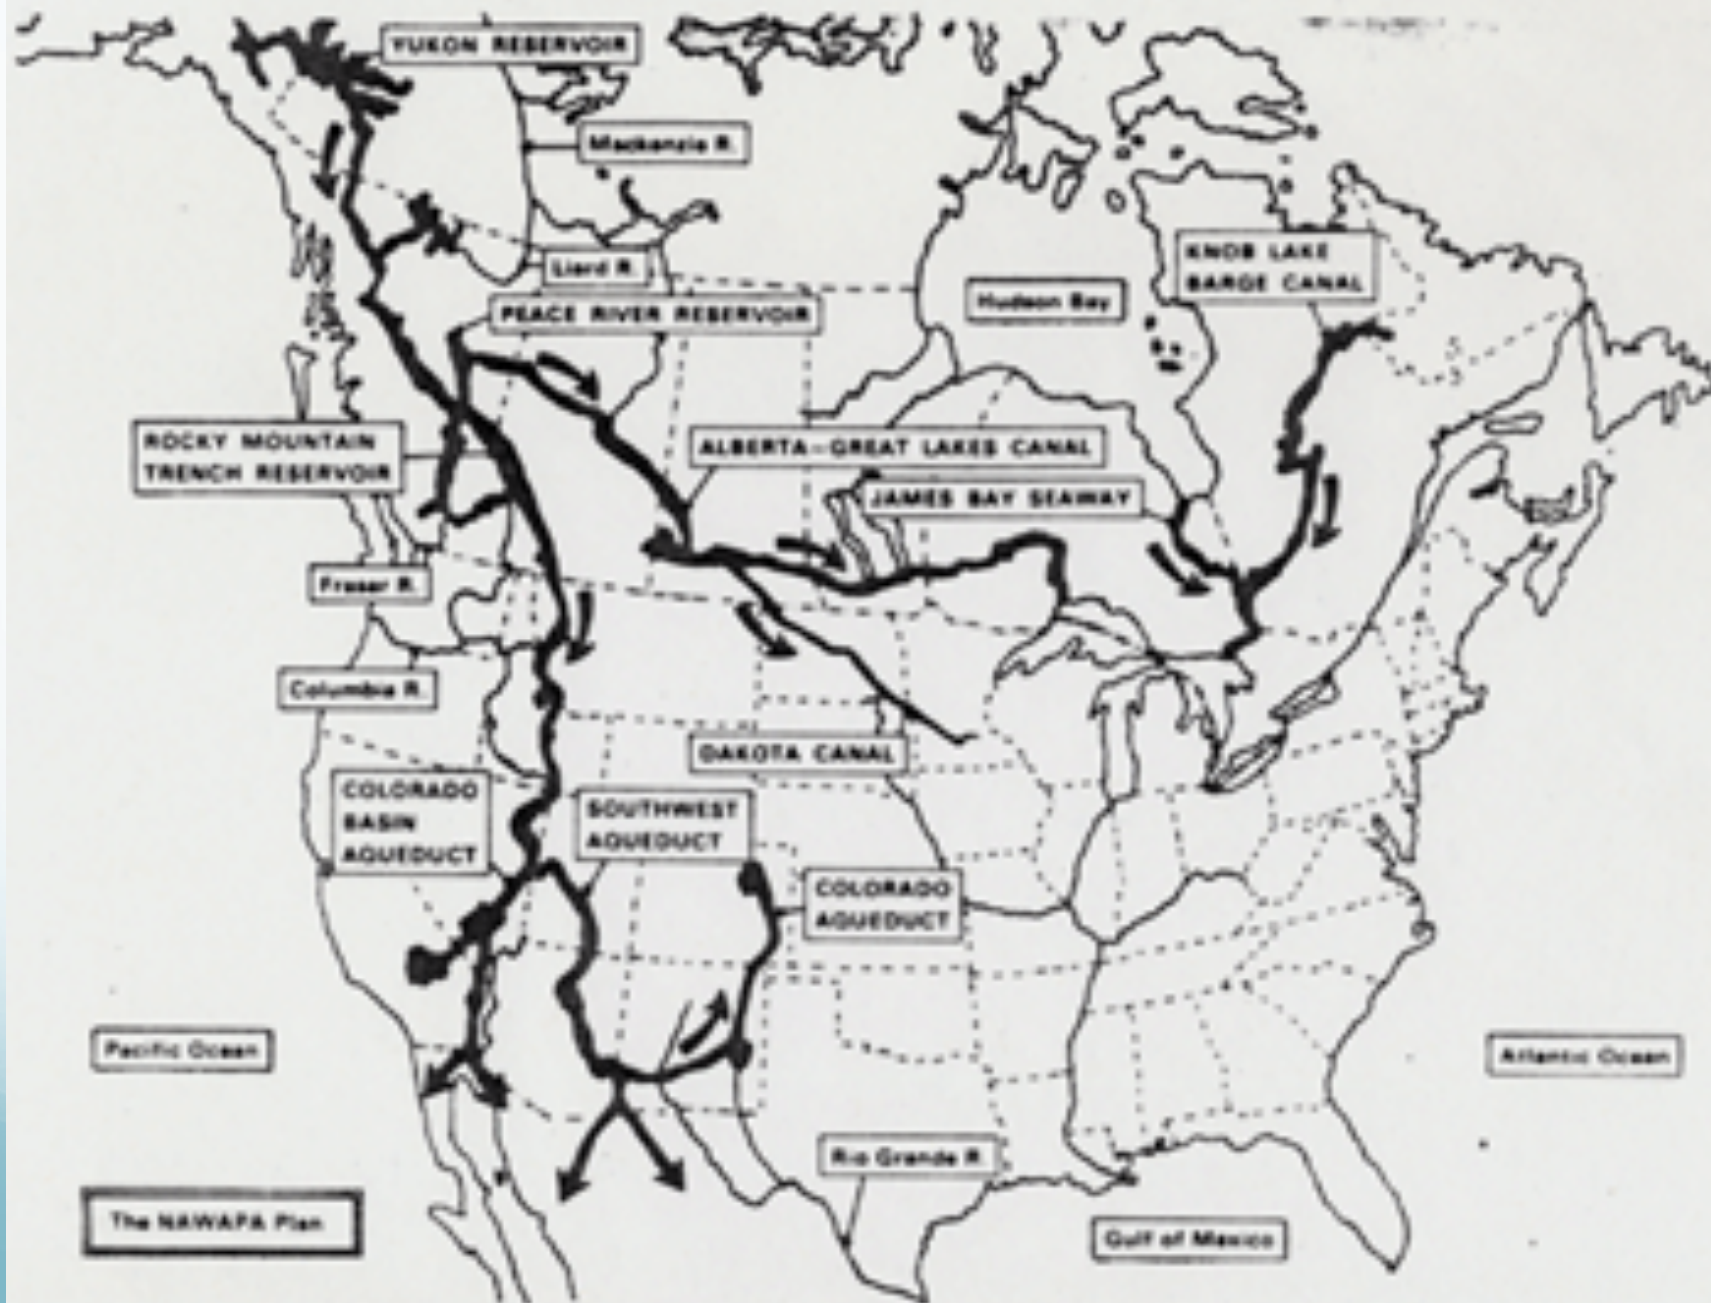 YUKON RESERVOIR
Mackenzie R.
KNOB LAKE
BARGE CANAL
Liard R.
Hudson Bay
PEACE RIVER RESERVOIR
ROCKY MOUNTAIN
TRENCH RESERVOIR
ALBERTA-GREAT LAKES CANAL
JAMES BAY SEAWAY
Fraser R.
Columbia R.
DAKOTA CANAL
COLORADO
BASIN
AQUEDUCT
SOUTHWEST
AQUEDUCT
COLORADO
AQUEDUCT
Pacific Ocean
Atlantic Ocean
Rio Grande R.
The NAWAPA Plan
Gulf of Mexico